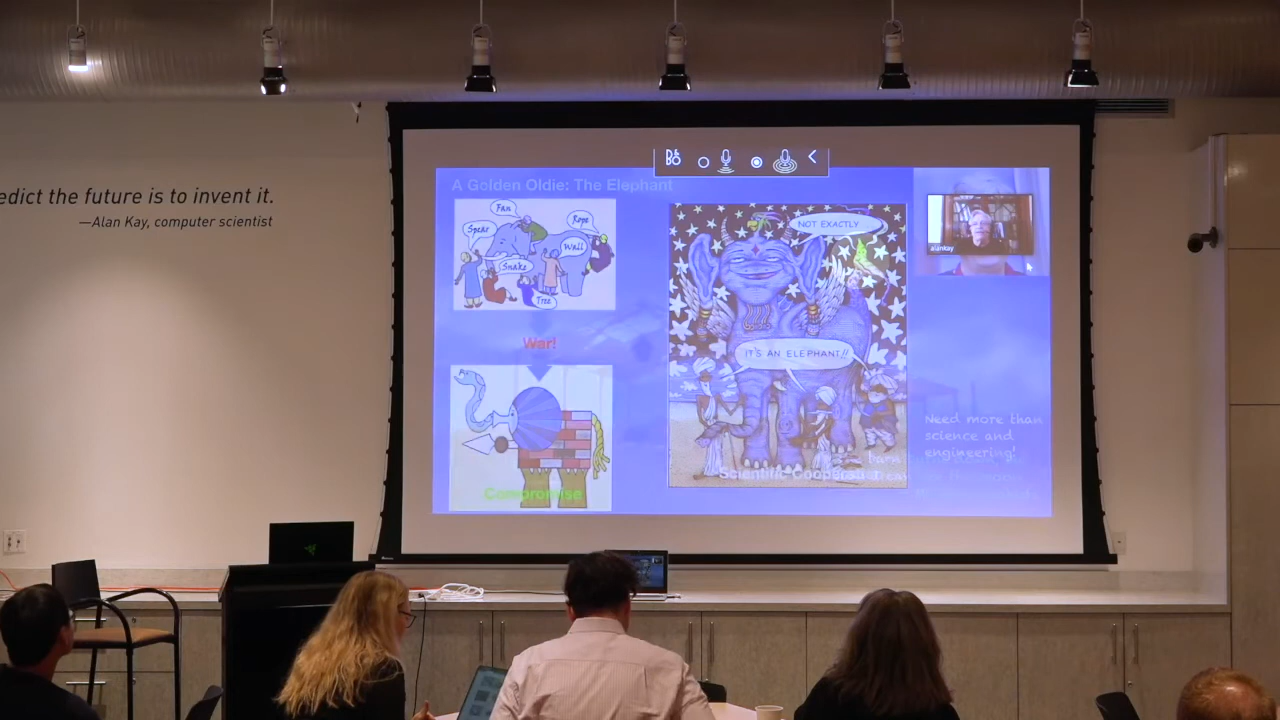 edict the future is to invent it.
—Alan Kay, computer scientist
A Golden Oldie: The Elephant
Fan
Spear
Rope
Wall
Snake
Tree
War!
Compromise
NOT EXACTLY
IT'S AN ELEPHANT!!
Scientific Cooperation
alankay
Need more than
science and
engineering!